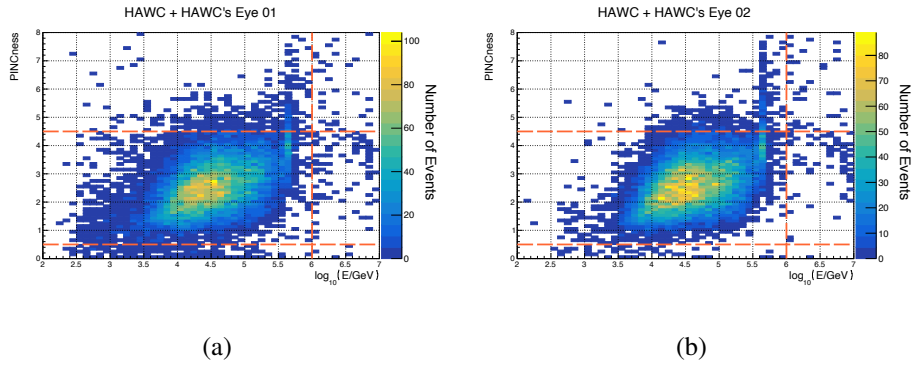 HAWC + HAWC's Eye 01
PINCness
8
7
6
5
4
3
2
1
0
2 2.5 3 3.5 4 4.5 5 5.5 6 6.5 7
log10{E/GeV}
100
80
60
40
20
0
Number of Events
(a)
HAWC + HAWC's Eye 02
PINCness
8
7
6
5
4
3
2
1
0
2 2.5 3 3.5 4 4.5 5 5.5 6 6.5 7
log10{E/GeV}
80
70
60
50
40
30
20
10
0
Number of Events
(b)